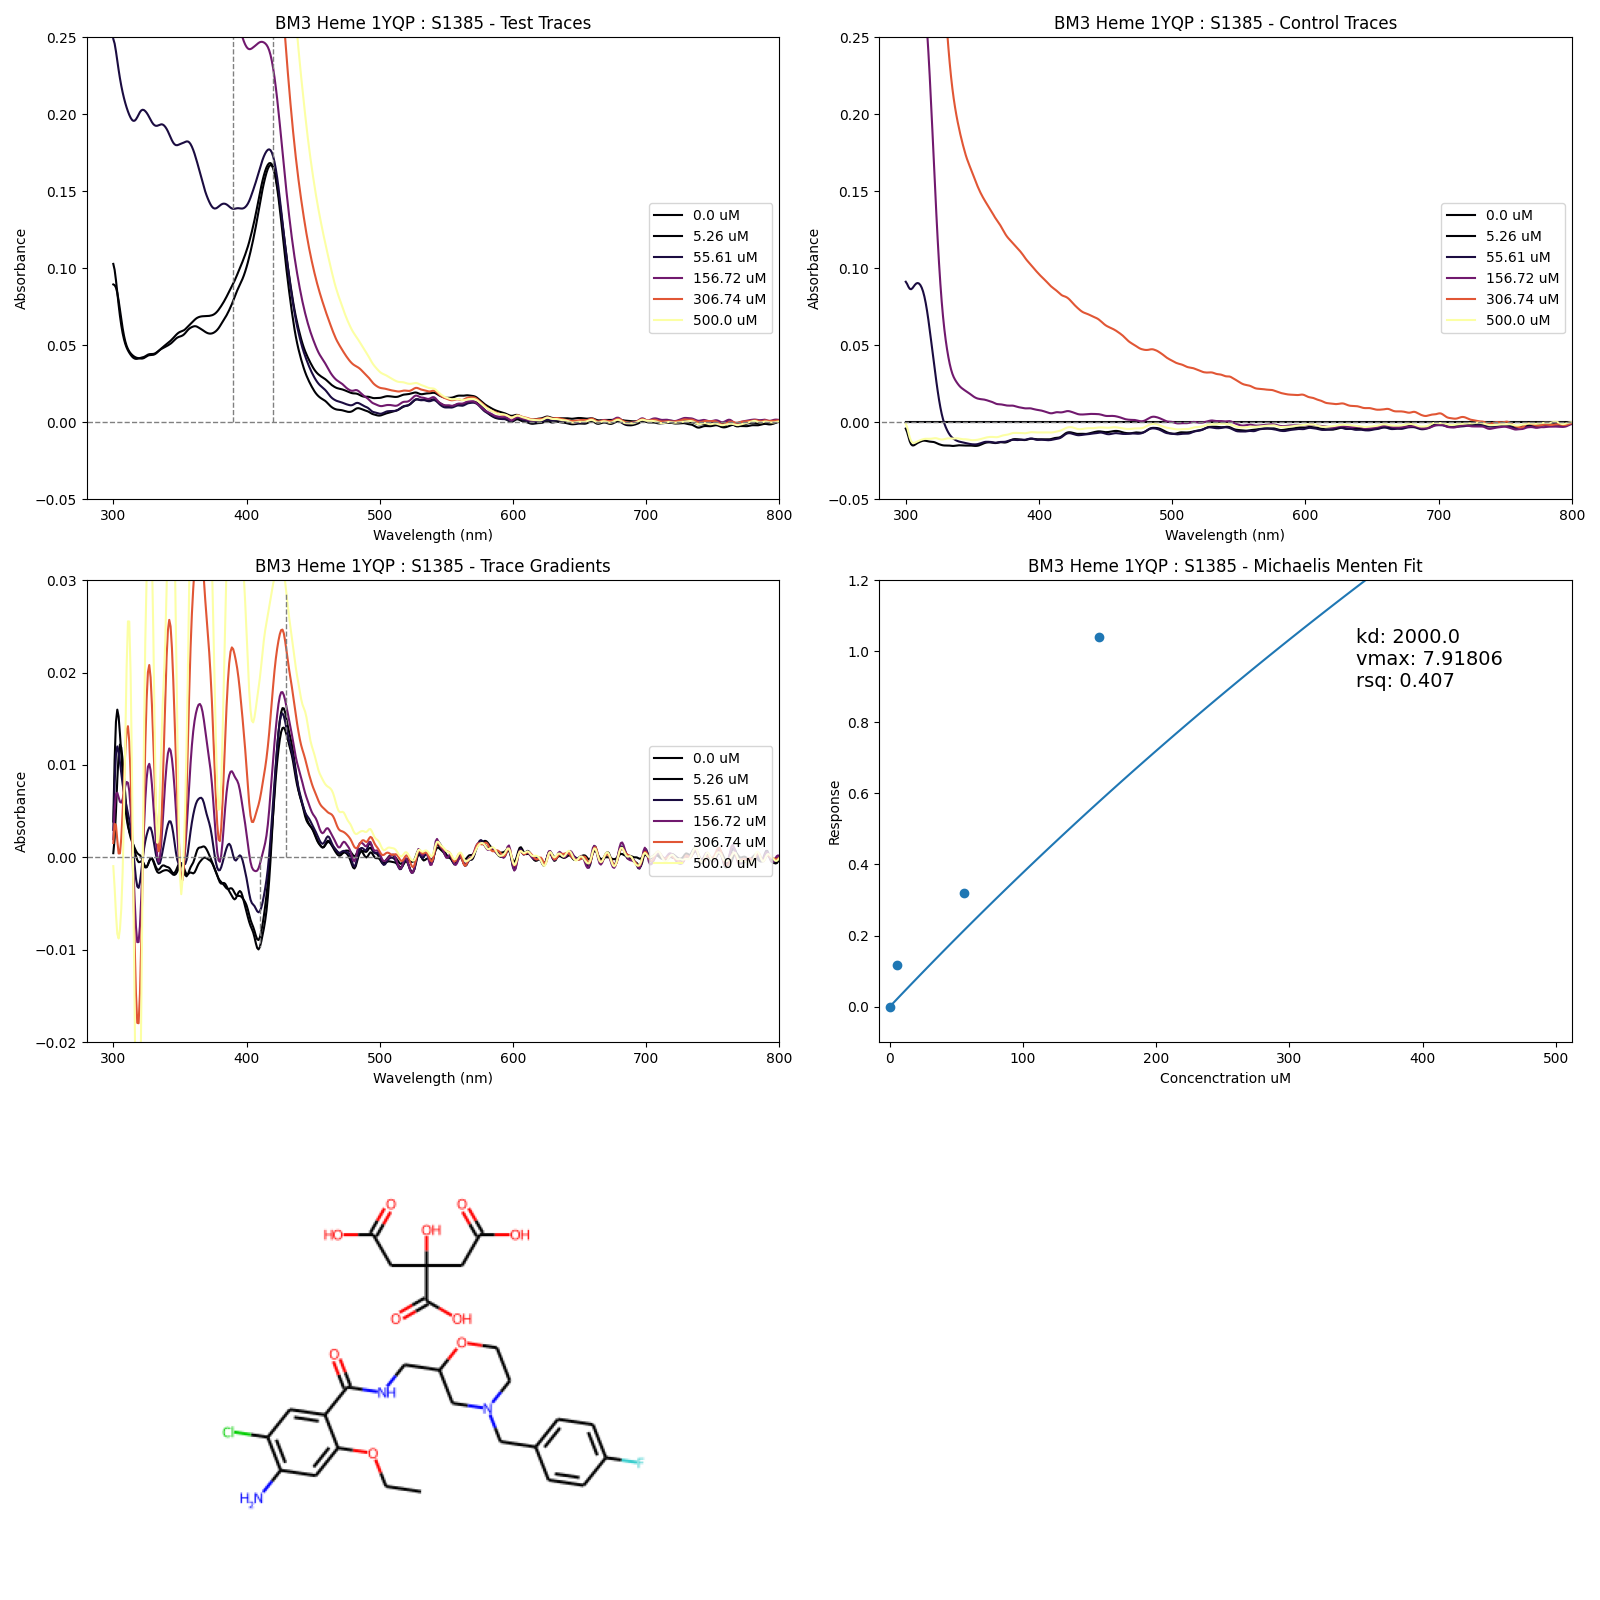 BM3 Heme 1YQP : S1385 - Test Traces
0.25
0.20
0.15
0.10
0.05
0.00
−0.05
Absorbance
300
400
500
600
700
800
Wavelength (nm)
0.0 uM
5.26 uM
55.61 uM
156.72 uM
306.74 uM
500.0 uM
BM3 Heme 1YQP : S1385 - Control Traces
0.25
0.20
0.15
0.10
0.05
0.00
−0.05
Absorbance
300
400
500
600
700
800
Wavelength (nm)
0.0 uM
5.26 uM
55.61 uM
156.72 uM
306.74 uM
500.0 uM
BM3 Heme 1YQP : S1385 - Trace Gradients
0.03
0.02
0.01
0.00
−0.01
−0.02
Absorbance
300
400
500
600
700
800
Wavelength (nm)
0.0 uM
5.26 uM
55.61 uM
156.72 uM
306.74 uM
500.0 uM
BM3 Heme 1YQP : S1385 - Michaelis Menten Fit
1.2
1.0
0.8
0.6
0.4
0.2
0.0
Response
0
100
200
300
400
500
Concenctration uM
kd: 2000.0
vmax: 7.91806
rsq: 0.407
O
O
HO
OH
OH
O
OH
O
O
NH
N
Cl
O
F
H2N